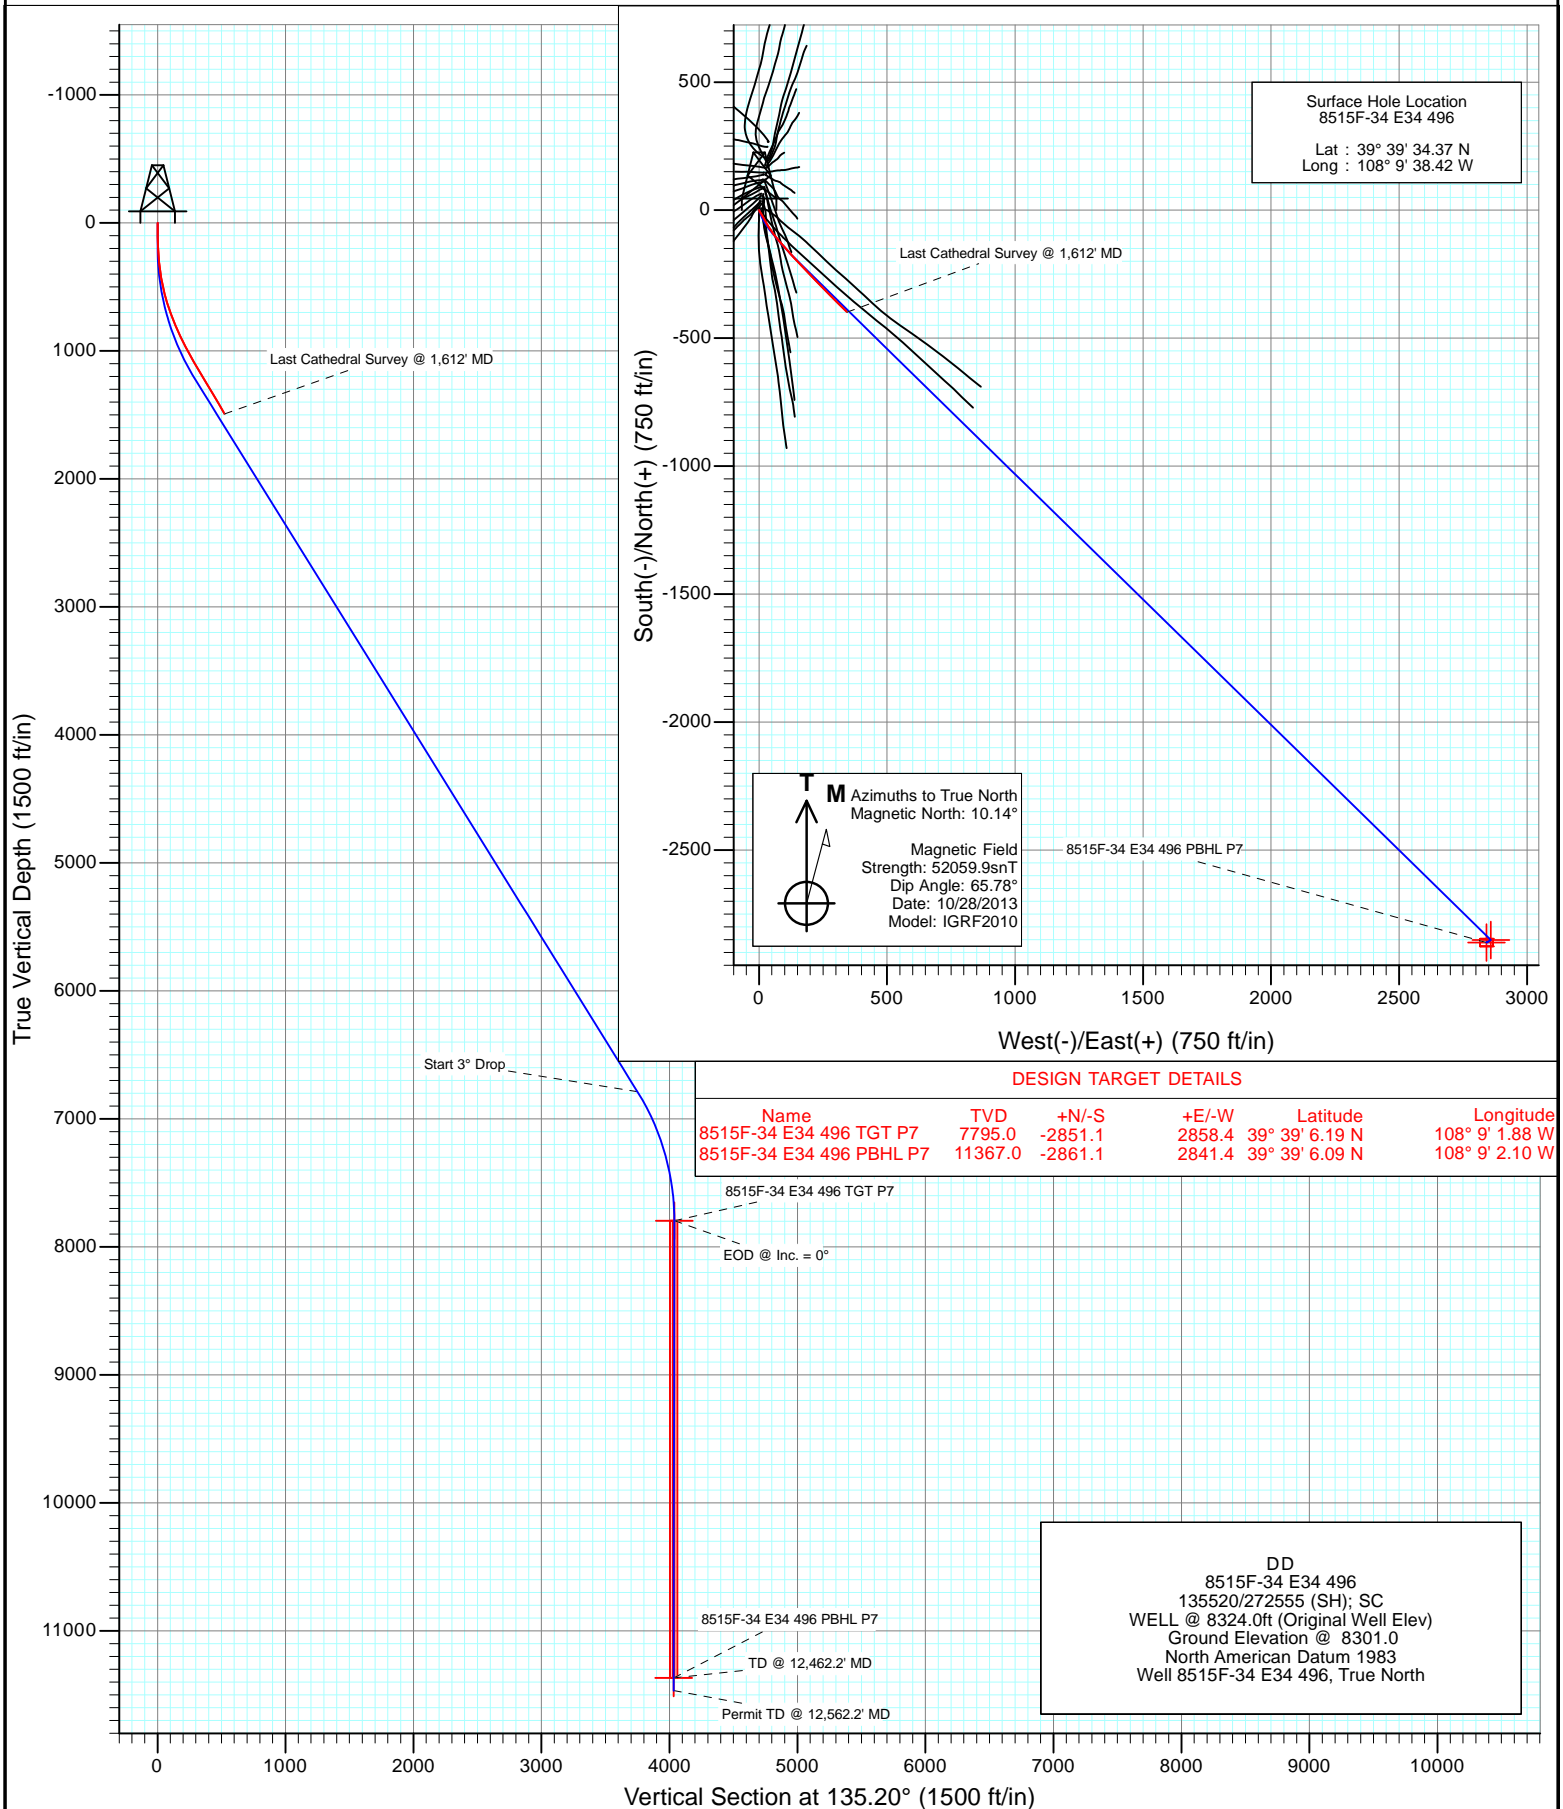 True Vertical Depth (1500 ft/in)
-1000
0
1000
2000
3000
4000
5000
6000
7000
8000
9000
10000
11000
Last Cathedral Survey @ 1,612' MD
Start 3° Drop
8515F-34 E34 496 TGT P7
EOD @ Inc. = 0°
8515F-34 E34 496 PBHL P7
TD @ 12,462.2' MD
Permit TD @ 12,562.2' MD
0
1000
2000
3000
4000
5000
6000
7000
8000
9000
10000
Vertical Section at 135.20° (1500 ft/in)
South(-)/North(+) (750 ft/in)
500
0
-500
-1000
-1500
-2000
-2500
Surface Hole Location
8515F-34 E34 496
Lat : 39° 39' 34.37 N
Long : 108° 9' 38.42 W
Last Cathedral Survey @ 1,612' MD
T
M
Azimuths to True North
Magnetic North: 10.14°
Magnetic Field
Strength: 52059.9snT
Dip Angle: 65.78°
Date: 10/28/2013
Model: IGRF2010
8515F-34 E34 496 PBHL P7
0
500
1000
1500
2000
2500
3000
West(-)/East(+) (750 ft/in)
DESIGN TARGET DETAILS
Name TVD +N/-S +E/-W Latitude Longitude
8515F-34 E34 496 TGT P7 7795.0 -2851.1 2858.4 39° 39' 6.19 N 108° 9' 1.88 W
8515F-34 E34 496 PBHL P7 11367.0 -2861.1 2841.4 39° 39' 6.09 N 108° 9' 2.10 W
DD
8515F-34 E34 496
135520/272555 (SH); SC
WELL @ 8324.0ft (Original Well Elev)
Ground Elevation @ 8301.0
North American Datum 1983
Well 8515F-34 E34 496, True North